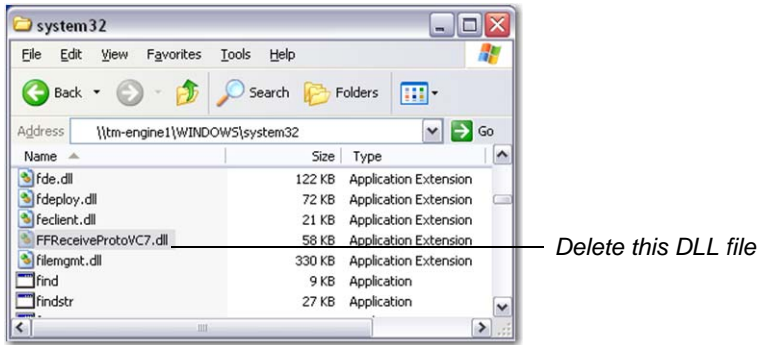 system32
File Edit View Favorites Tools Help
Back Search Folders
Address \\tm-engine1\WINDOWS\system32 Go
Name Size Type
fde.dll 122 KB Application Extension
fdeploy.dll 72 KB Application Extension
feclient.dll 21 KB Application Extension
FFReceiveProtoVC7.dll 58 KB Application Extension
Delete this DLL file
filemgmt.dll 330 KB Application Extension
find 9 KB Application
findstr 27 KB Application